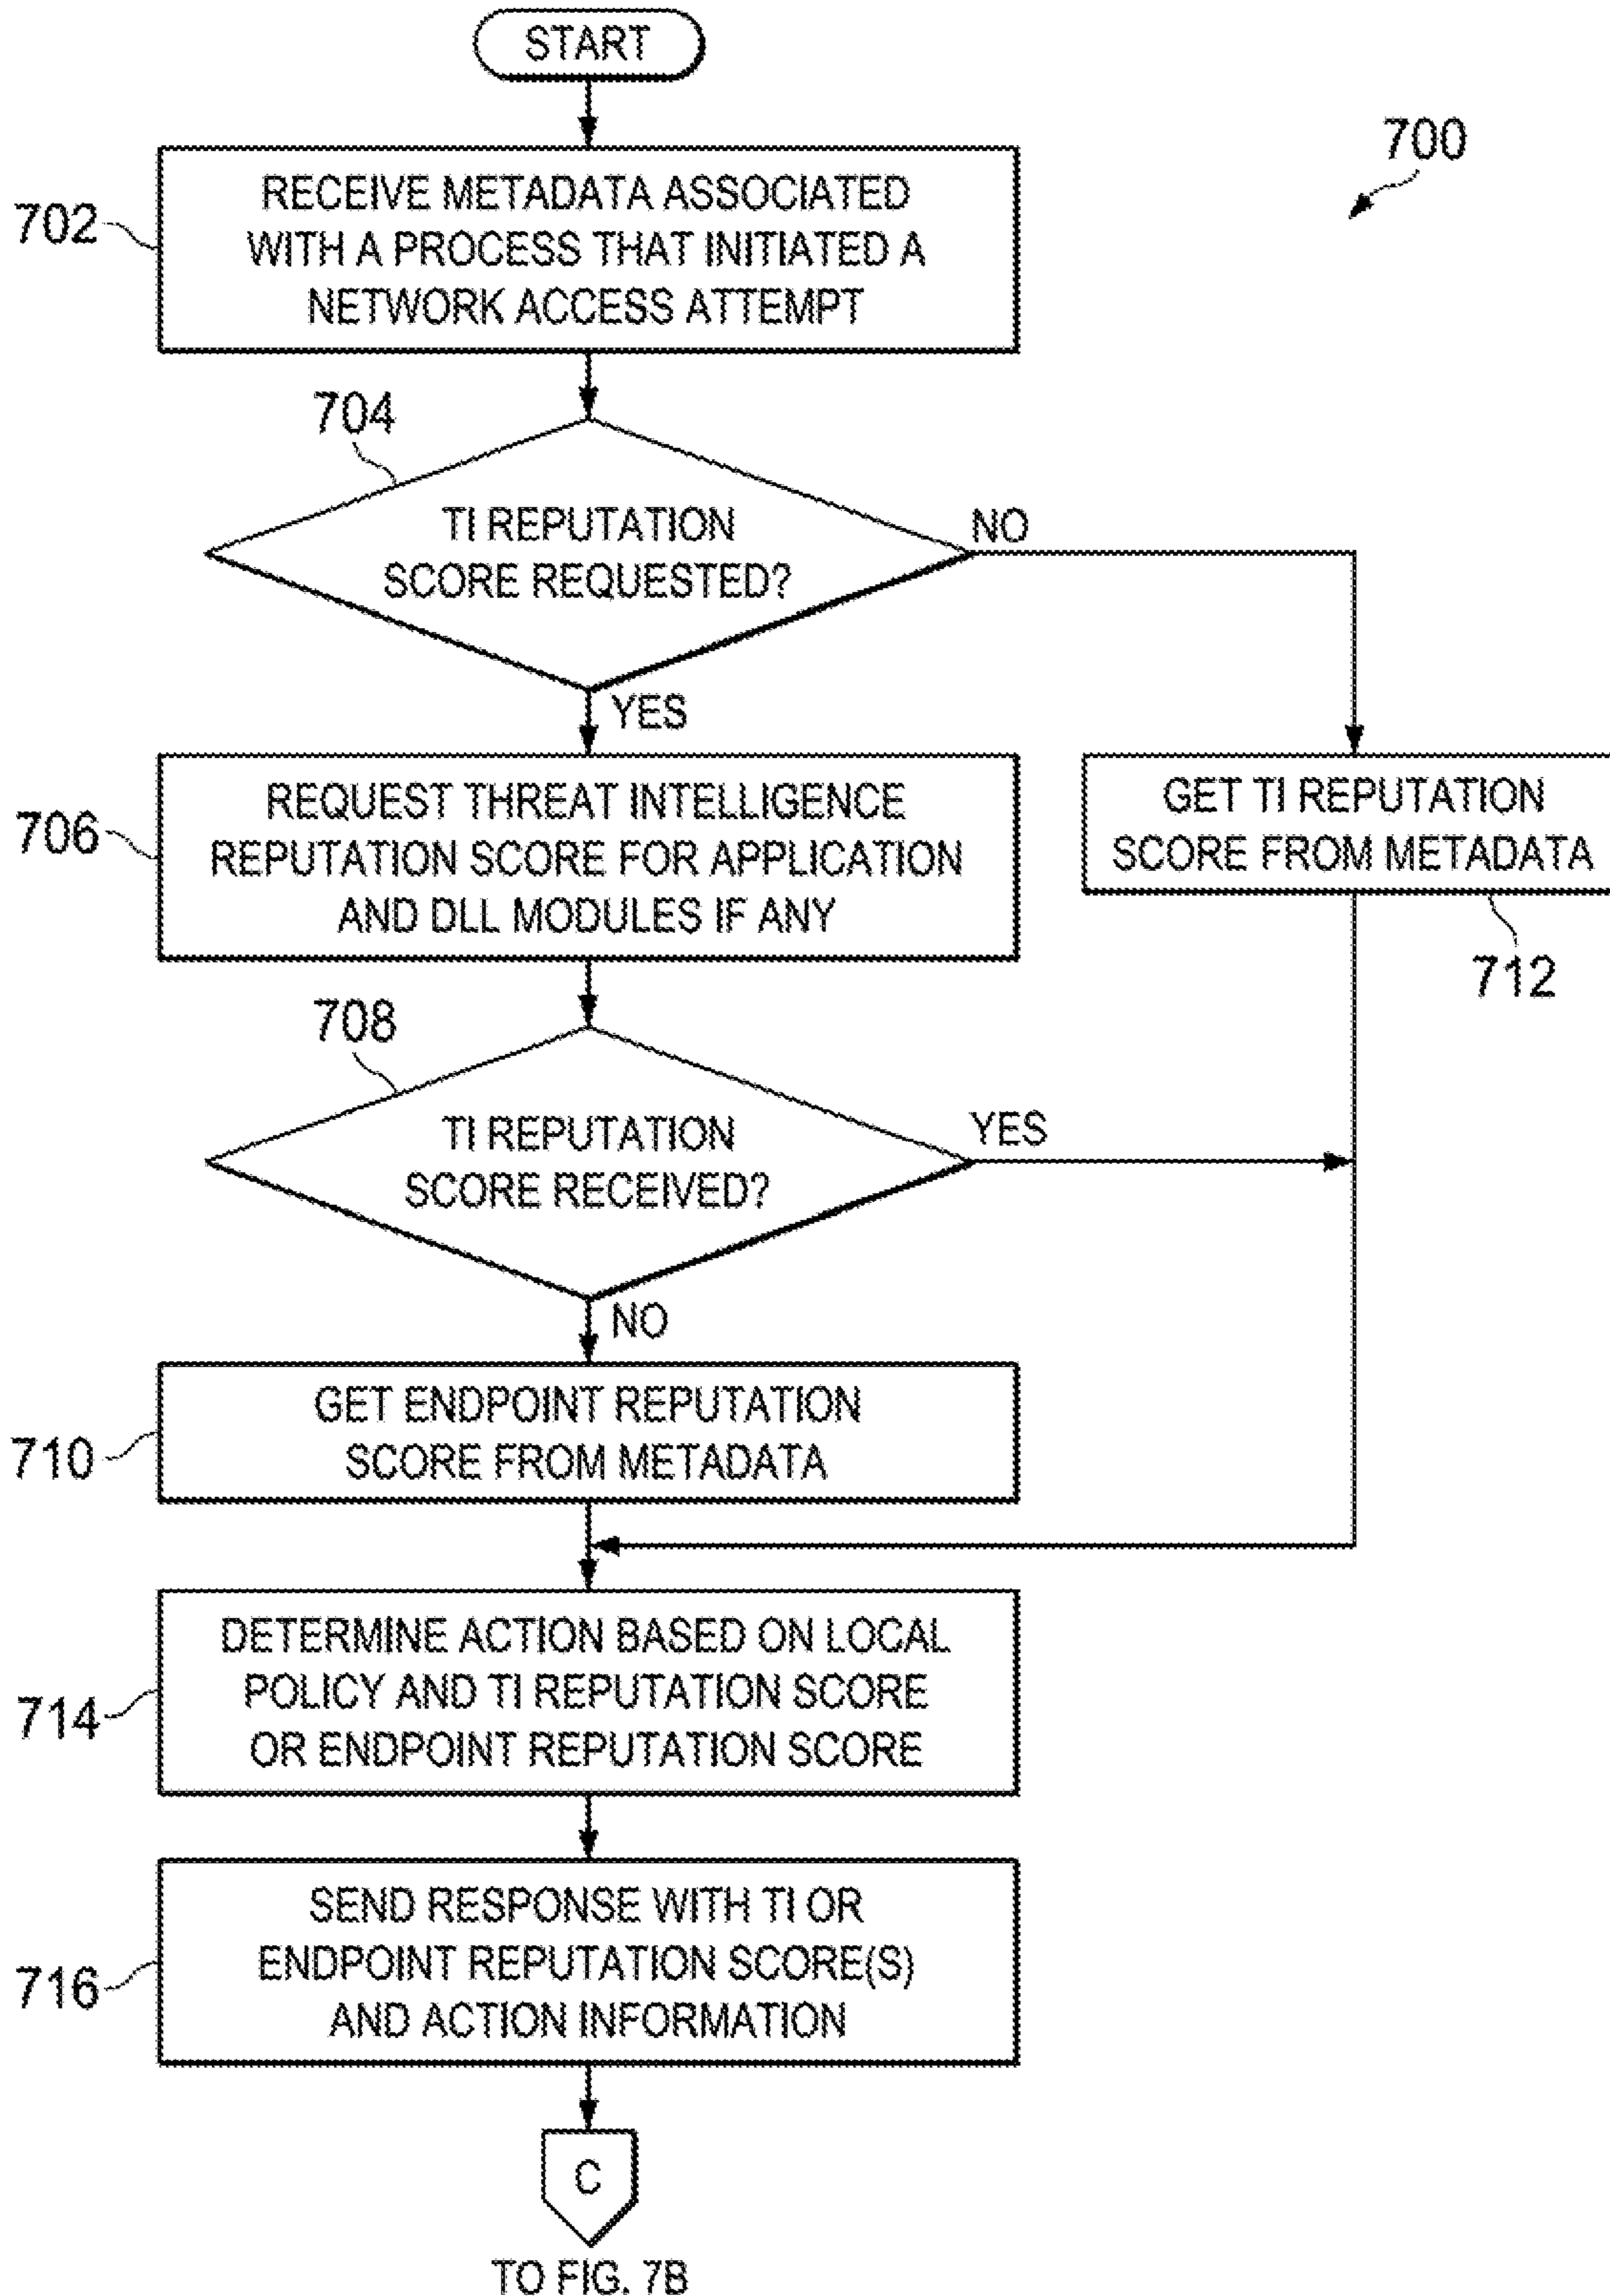 START
700
702
RECEIVE METADATA ASSOCIATED
WITH A PROCESS THAT INITIATED A
NETWORK ACCESS ATTEMPT
704
TI REPUTATION
SCORE REQUESTED?
NO
YES
706
REQUEST THREAT INTELLIGENCE
REPUTATION SCORE FOR APPLICATION
AND DLL MODULES IF ANY
GET TI REPUTATION
SCORE FROM METADATA
712
708
TI REPUTATION
SCORE RECEIVED?
YES
NO
710
GET ENDPOINT REPUTATION
SCORE FROM METADATA
714
DETERMINE ACTION BASED ON LOCAL
POLICY AND TI REPUTATION SCORE
OR ENDPOINT REPUTATION SCORE
716
SEND RESPONSE WITH TI OR
ENDPOINT REPUTATION SCORE(S)
AND ACTION INFORMATION
C
TO FIG. 7B